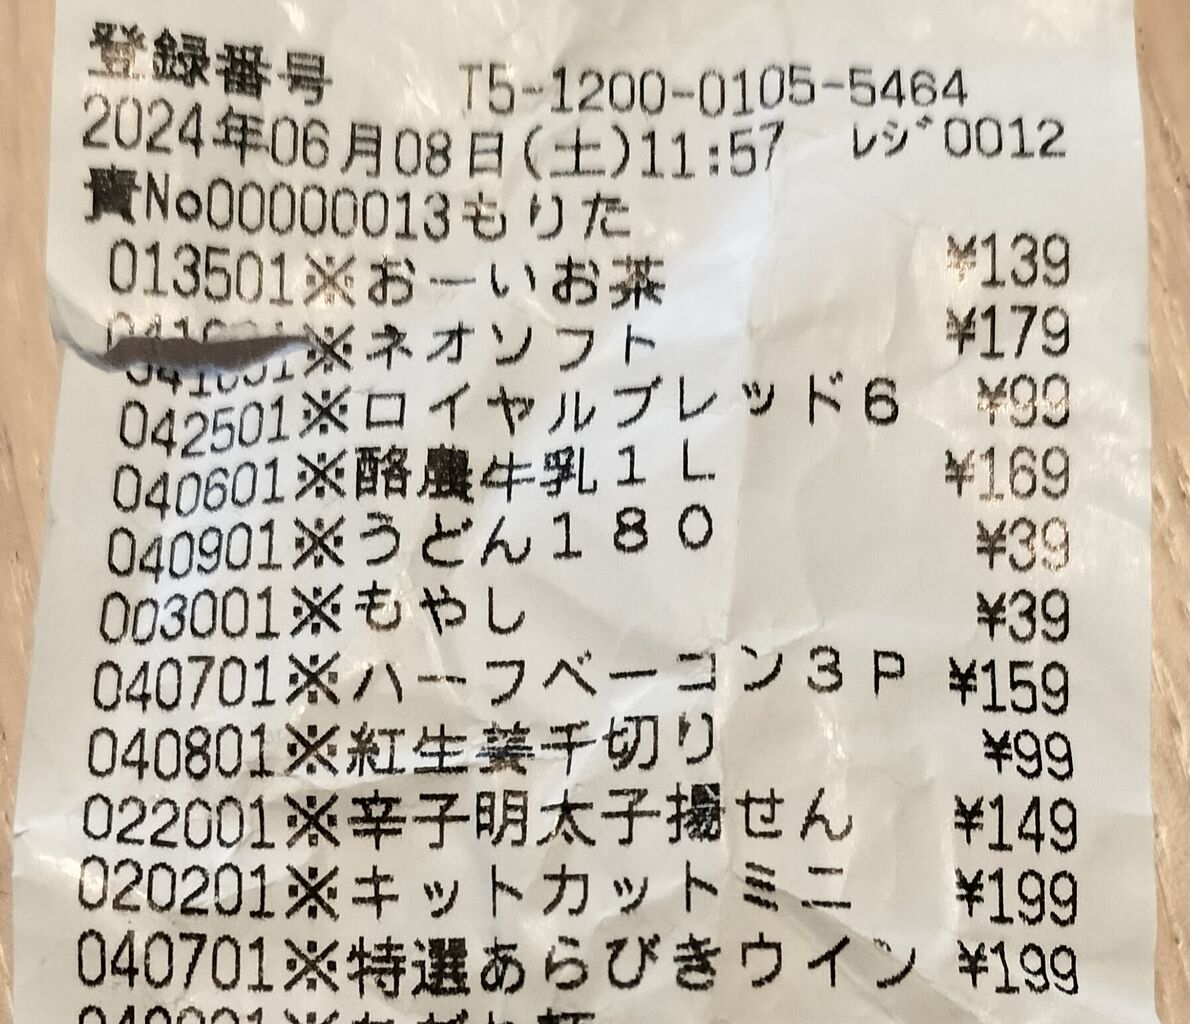 登録番号 T5-1200-0105-5464
2024年06月08日(土)11:57 レジ0012
責No00000013もりた
013501※おーいお茶 ¥139
※ネオソフト ¥179
042501※ロイヤルブレッド6 ¥99
040601※酪農牛乳1L ¥169
040901※うどん180 ¥39
003001※もやし ¥39
040701※ハーフベーコン3P ¥159
040801※紅生姜千切り ¥99
022001※辛子明太子揚せん ¥149
020201※キットカットミニ ¥199
040701※特選あらびきウイン ¥199